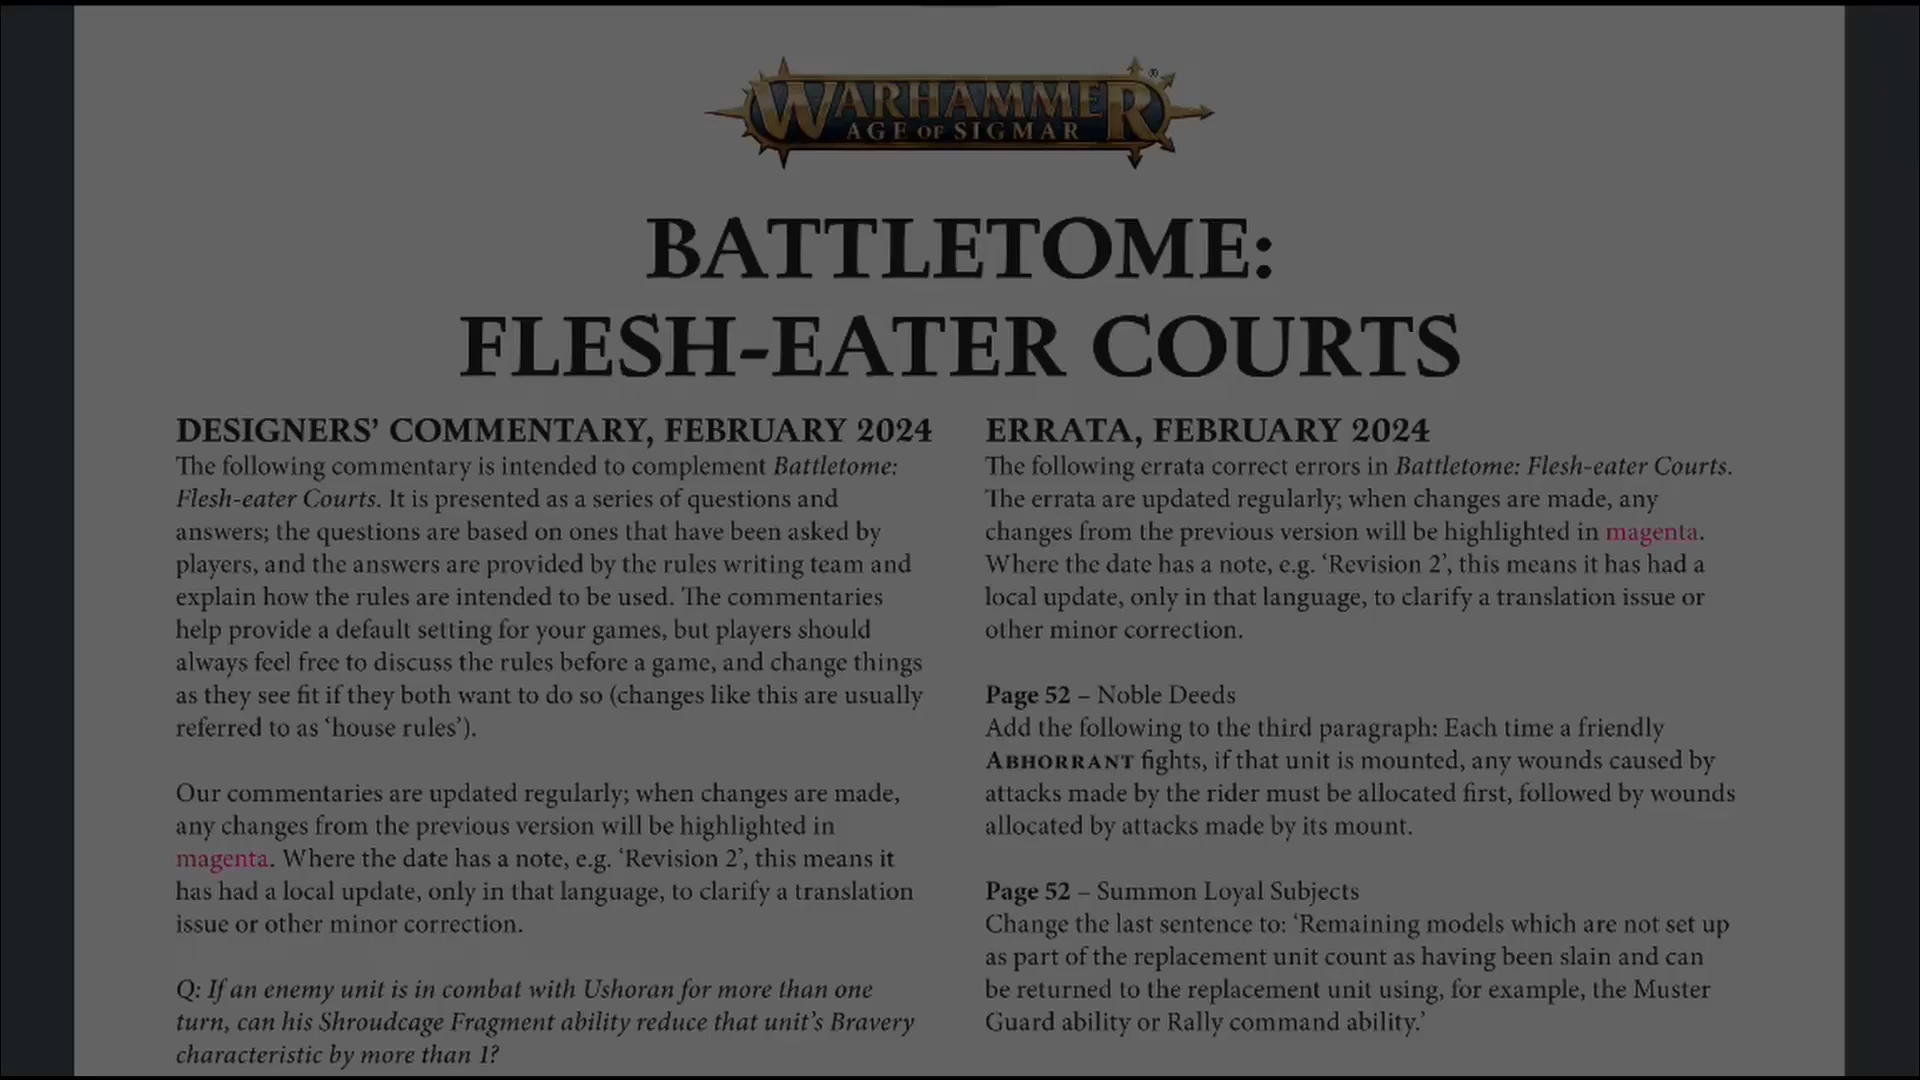 WARHAMMER®
AGE OF SIGMAR
BATTLETOME:
FLESH-EATER COURTS
DESIGNERS’ COMMENTARY, FEBRUARY 2024
The following commentary is intended to complement Battletome:
Flesh-eater Courts. It is presented as a series of questions and
answers; the questions are based on ones that have been asked by
players, and the answers are provided by the rules writing team and
explain how the rules are intended to be used. The commentaries
help provide a default setting for your games, but players should
always feel free to discuss the rules before a game, and change things
as they see fit if they both want to do so (changes like this are usually
referred to as ‘house rules’).
Our commentaries are updated regularly; when changes are made,
any changes from the previous version will be highlighted in
magenta. Where the date has a note, e.g. ‘Revision 2’, this means it
has had a local update, only in that language, to clarify a translation
issue or other minor correction.
Q: If an enemy unit is in combat with Ushoran for more than one
turn, can his Shroudcage Fragment ability reduce that unit’s Bravery
characteristic by more than 1?
ERRATA, FEBRUARY 2024
The following errata correct errors in Battletome: Flesh-eater Courts.
The errata are updated regularly; when changes are made, any
changes from the previous version will be highlighted in magenta.
Where the date has a note, e.g. ‘Revision 2’, this means it has had a
local update, only in that language, to clarify a translation issue or
other minor correction.
Page 52 – Noble Deeds
Add the following to the third paragraph: Each time a friendly
ABHORRANT fights, if that unit is mounted, any wounds caused by
attacks made by the rider must be allocated first, followed by wounds
allocated by attacks made by its mount.
Page 52 – Summon Loyal Subjects
Change the last sentence to: ‘Remaining models which are not set up
as part of the replacement unit count as having been slain and can
be returned to the replacement unit using, for example, the Muster
Guard ability or Rally command ability.’